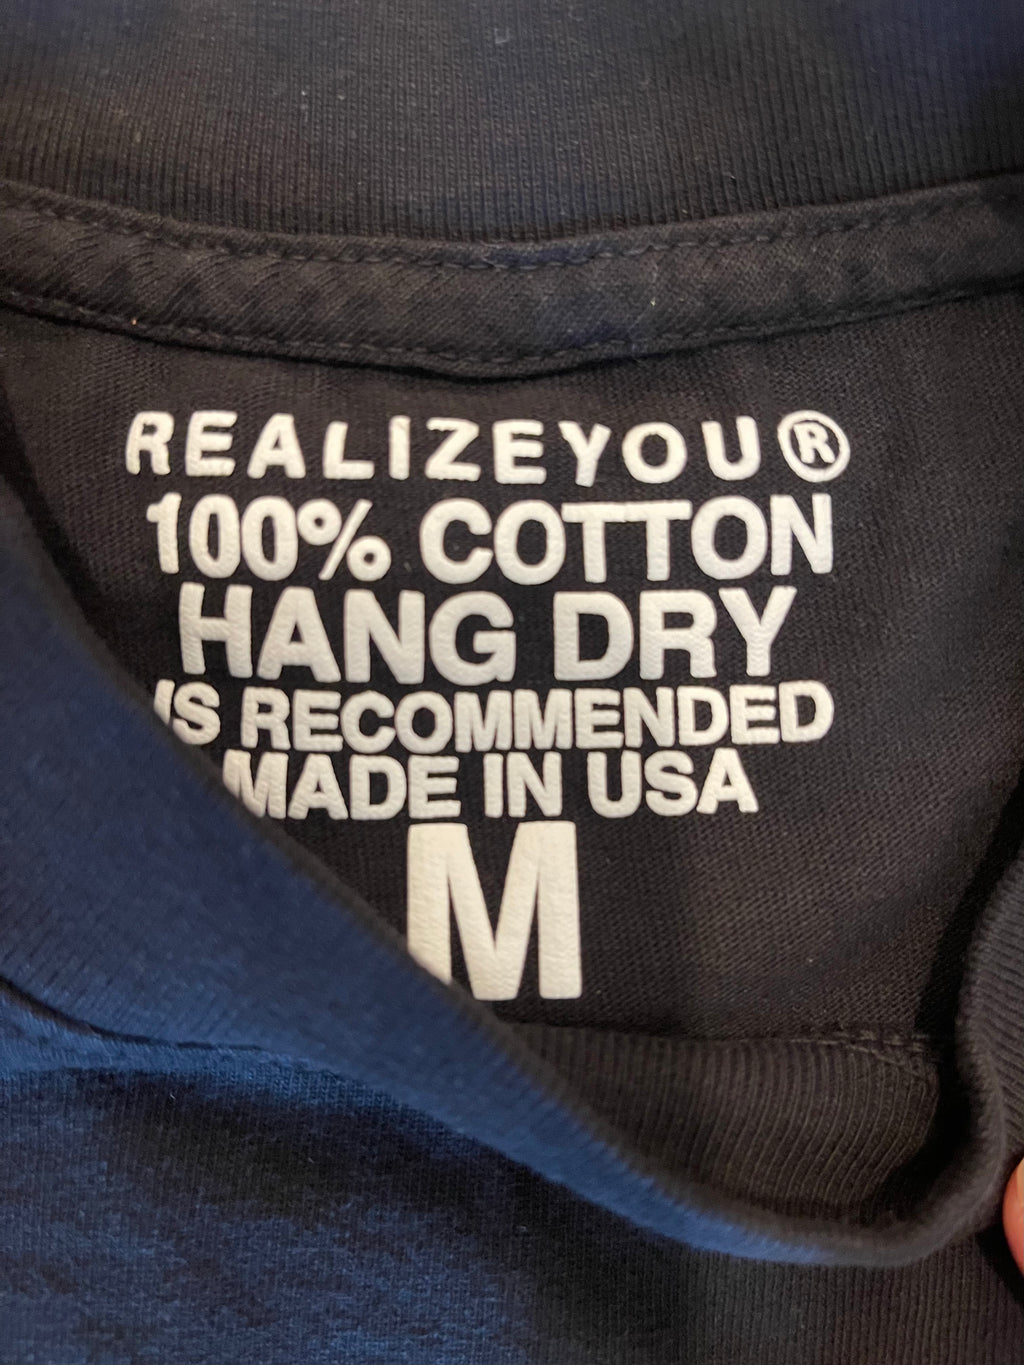 REALIZEYOU®
100% COTTON
HANG DRY
IS RECOMMENDED
MADE IN USA
M